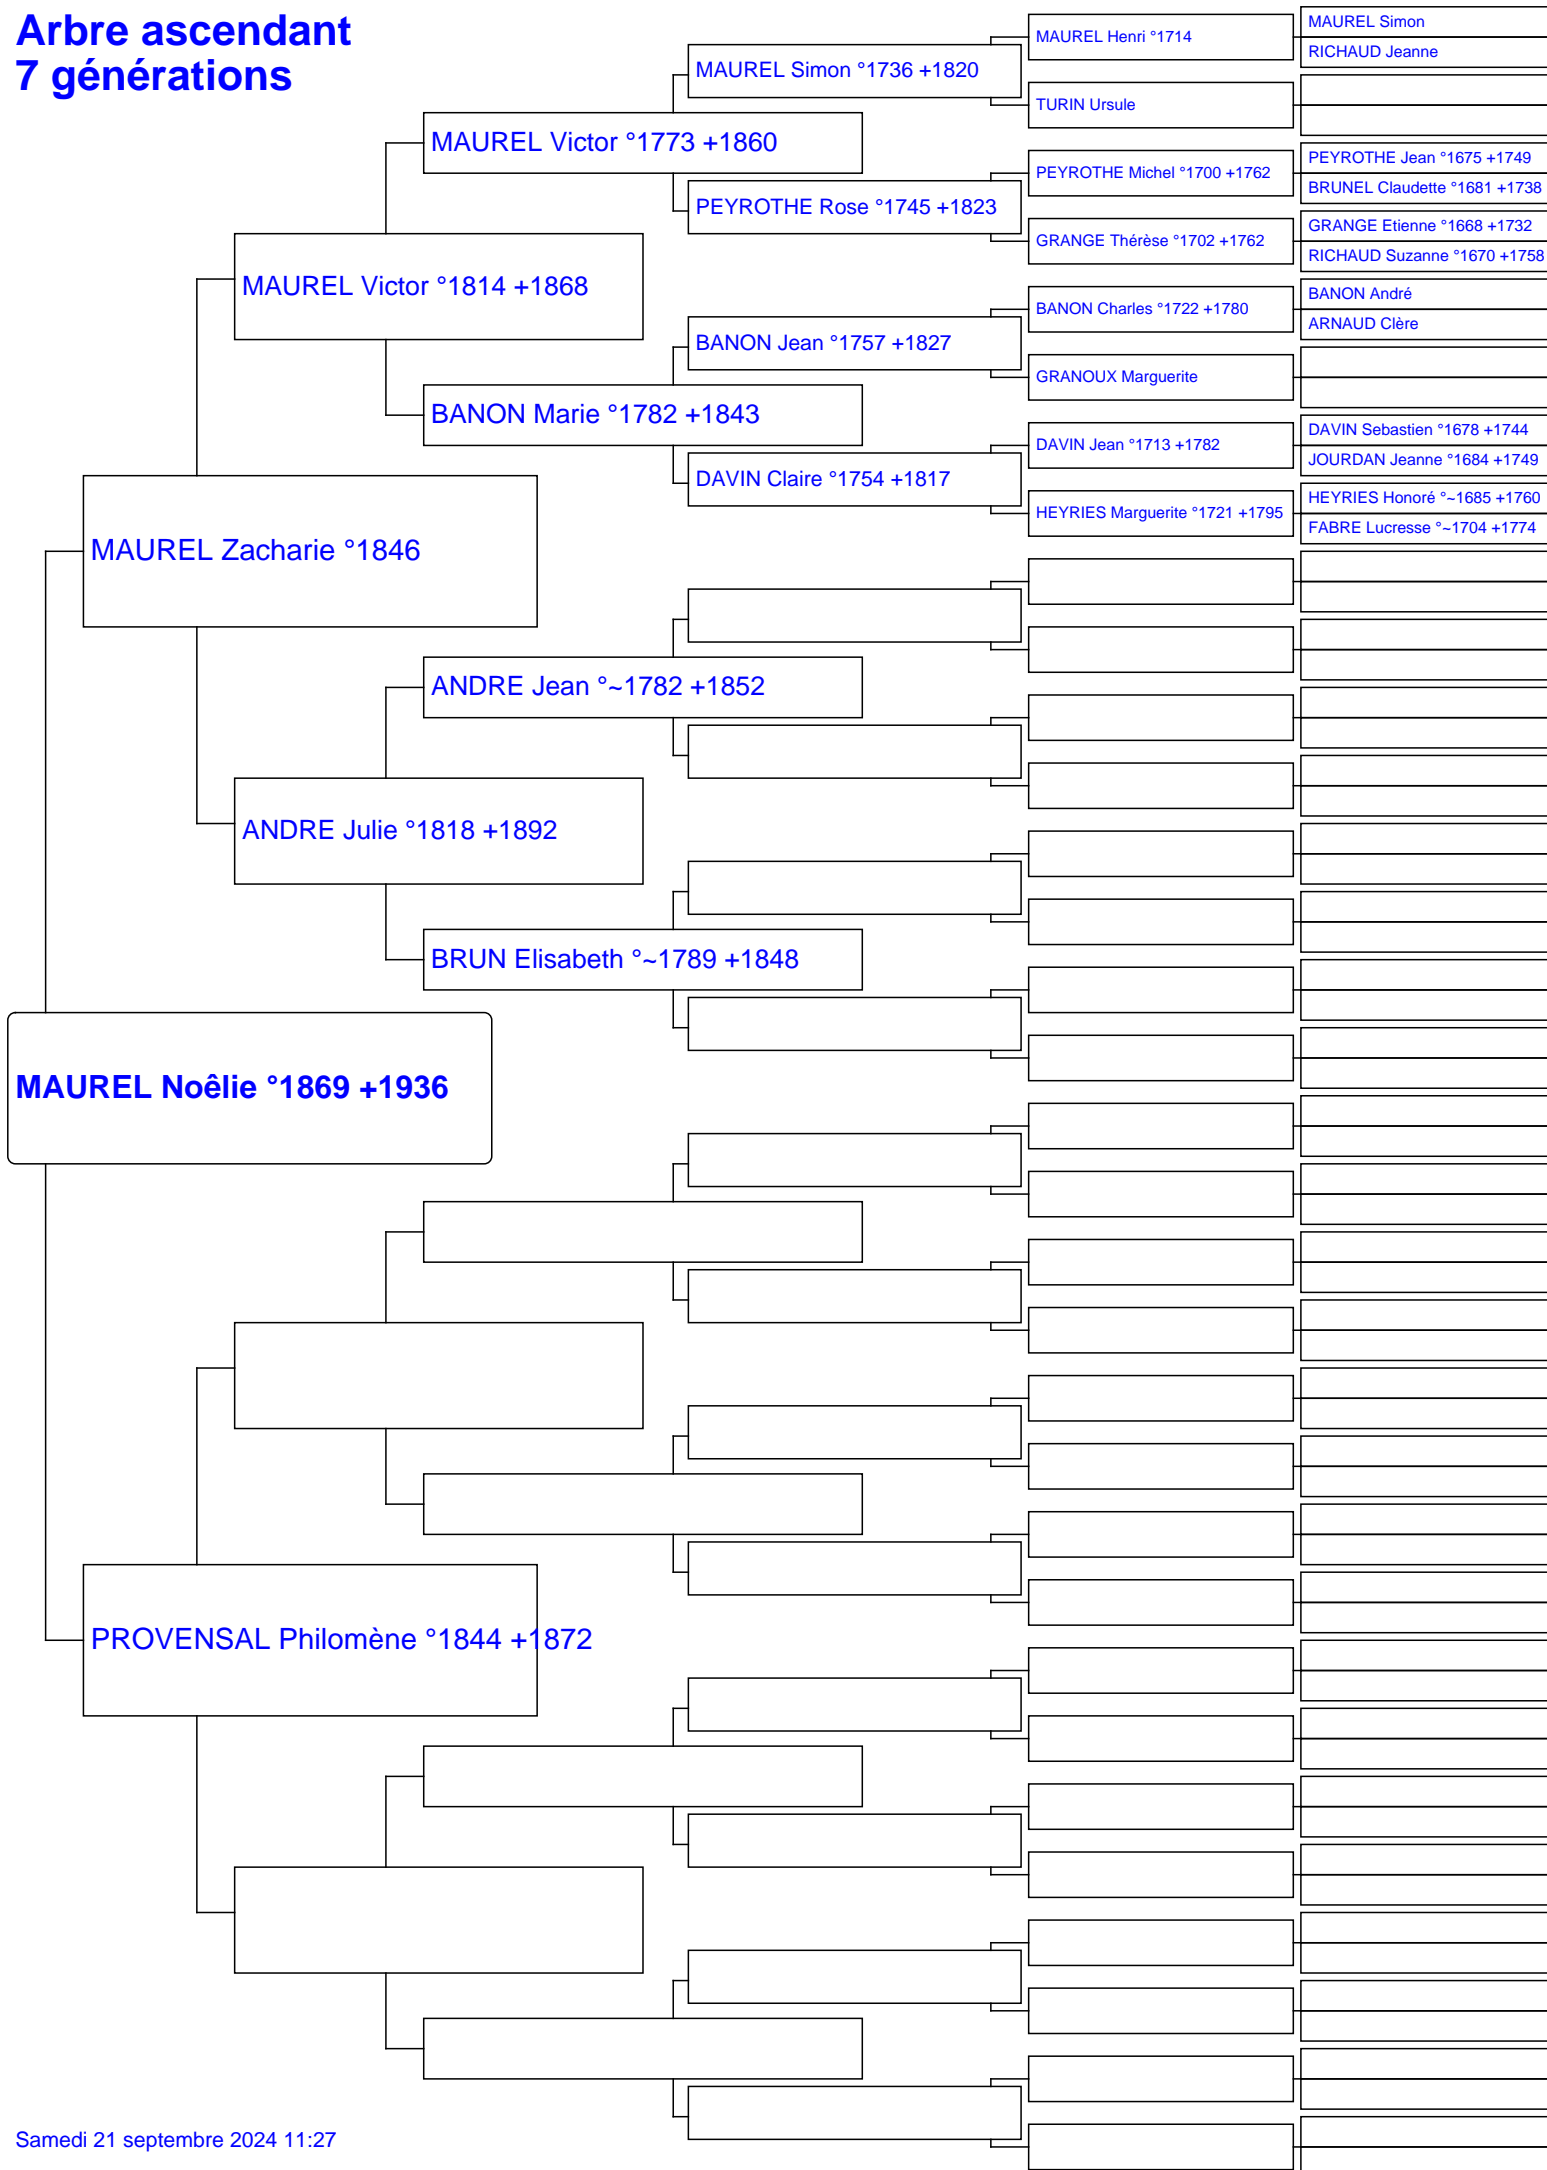 Arbre ascendant
7 générations
MAUREL Noêlie °1869 +1936
MAUREL Zacharie °1846
PROVENSAL Philomène °1844 +1872
MAUREL Victor °1814 +1868
ANDRE Julie °1818 +1892
MAUREL Victor °1773 +1860
BANON Marie °1782 +1843
ANDRE Jean °~1782 +1852
BRUN Elisabeth °~1789 +1848
MAUREL Simon °1736 +1820
PEYROTHE Rose °1745 +1823
BANON Jean °1757 +1827
DAVIN Claire °1754 +1817
MAUREL Henri °1714
TURIN Ursule
PEYROTHE Michel °1700 +1762
GRANGE Thérèse °1702 +1762
BANON Charles °1722 +1780
GRANOUX Marguerite
DAVIN Jean °1713 +1782
HEYRIES Marguerite °1721 +1795
MAUREL Simon
RICHAUD Jeanne
PEYROTHE Jean °1675 +1749
BRUNEL Claudette °1681 +1738
GRANGE Etienne °1668 +1732
RICHAUD Suzanne °1670 +1758
BANON André
ARNAUD Clère
DAVIN Sebastien °1678 +1744
JOURDAN Jeanne °1684 +1749
HEYRIES Honoré °~1685 +1760
FABRE Lucresse °~1704 +1774
Samedi 21 septembre 2024 11:27